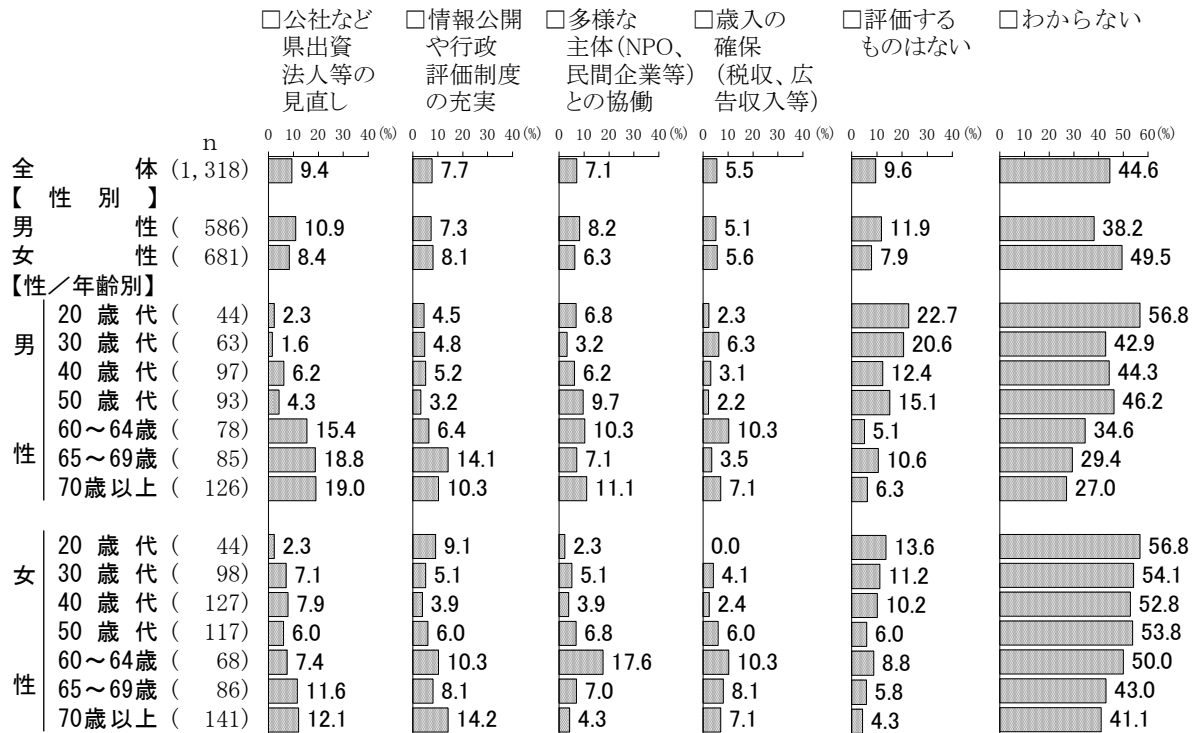 □公社など
県出資
法人等の
見直し
□情報公開
や行政
評価制度
の充実
□多様な
主体(NPO、
民間企業等)
との協働
□歳入の
確保
(税収、広
告収入等)
□評価する
ものはない
□わからない
n
0 10 20 30 40(%) 0 10 20 30 40(%) 0 10 20 30 40(%) 0 10 20 30 40(%) 0 10 20 30 40(%) 0 10 20 30 40 50 60(%)
全体 (1,318) 9.4 7.7 7.1 5.5 9.6 44.6
【性別】
男性 ( 586) 10.9 7.3 8.2 5.1 11.9 38.2
女性 ( 681) 8.4 8.1 6.3 5.6 7.9 49.5
【性／年齢別】
男性
20歳代 ( 44) 2.3 4.5 6.8 2.3 22.7 56.8
30歳代 ( 63) 1.6 4.8 3.2 6.3 20.6 42.9
40歳代 ( 97) 6.2 5.2 6.2 3.1 12.4 44.3
50歳代 ( 93) 4.3 3.2 9.7 2.2 15.1 46.2
60～64歳 ( 78) 15.4 6.4 10.3 10.3 5.1 34.6
65～69歳 ( 85) 18.8 14.1 7.1 3.5 10.6 29.4
70歳以上 ( 126) 19.0 10.3 11.1 7.1 6.3 27.0
女性
20歳代 ( 44) 2.3 9.1 2.3 0.0 13.6 56.8
30歳代 ( 98) 7.1 5.1 5.1 4.1 11.2 54.1
40歳代 ( 127) 7.9 3.9 3.9 2.4 10.2 52.8
50歳代 ( 117) 6.0 6.0 6.8 6.0 6.0 53.8
60～64歳 ( 68) 7.4 10.3 17.6 10.3 8.8 50.0
65～69歳 ( 86) 11.6 8.1 7.0 8.1 5.8 43.0
70歳以上 ( 141) 12.1 14.2 4.3 7.1 4.3 41.1